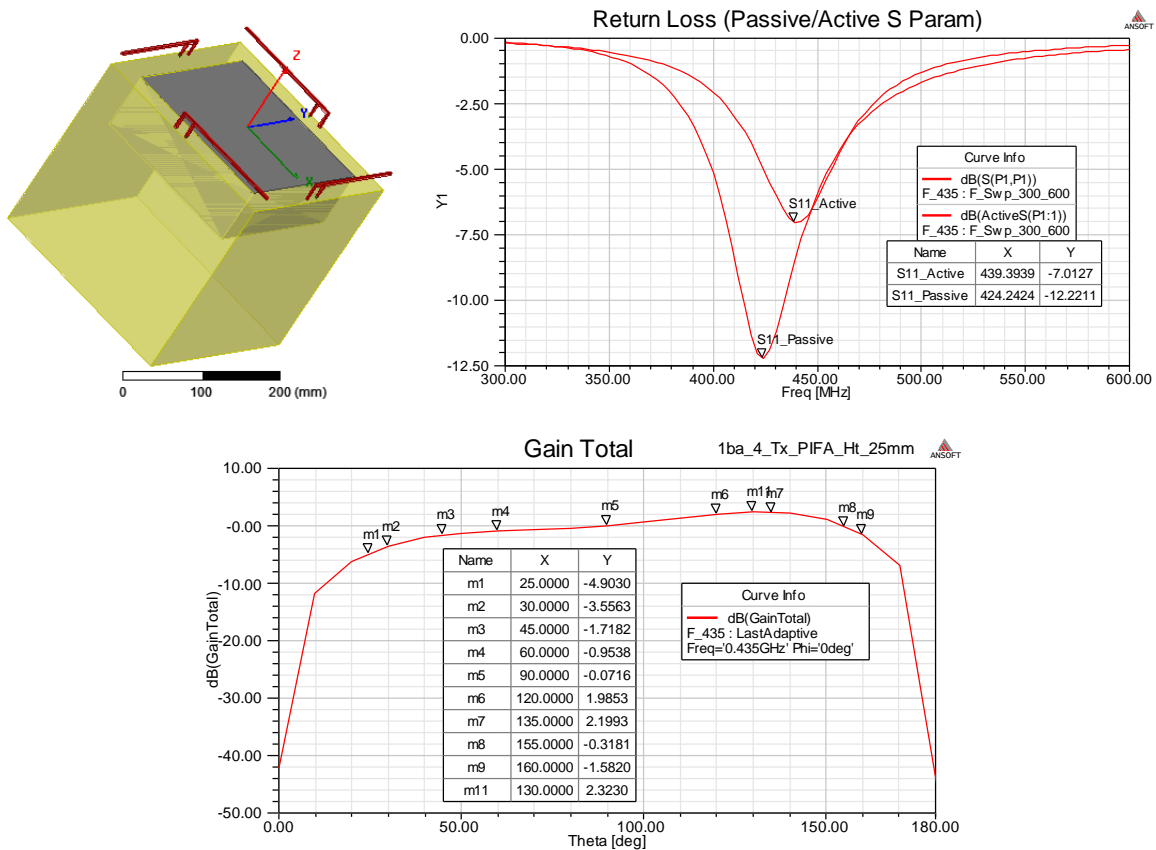 Z
Y
X
0 100 200 (mm)
Return Loss (Passive/Active S Param)
ANSOFT
0.00
-2.50
-5.00
-7.50
-10.00
-12.50
Y1
S11_Active
S11_Passive
Curve Info
dB(S(P1,P1))
F_435 : F_Swp_300_600
dB(ActiveS(P1:1))
F_435 : F_Swp_300_600
Name X Y
S11_Active 439.3939 -7.0127
S11_Passive 424.2424 -12.2211
300.00 350.00 400.00 450.00 500.00 550.00 600.00
Freq [MHz]
Gain Total 1ba_4_Tx_PIFA_Ht_25mm
ANSOFT
10.00
-0.00
-10.00
-20.00
-30.00
-40.00
-50.00
dB(GainTotal)
m1 m2 m3 m4 m5 m6 m11 m7 m8 m9
Name X Y
m1 25.0000 -4.9030
m2 30.0000 -3.5563
m3 45.0000 -1.7182
m4 60.0000 -0.9538
m5 90.0000 -0.0716
m6 120.0000 1.9853
m7 135.0000 2.1993
m8 155.0000 -0.3181
m9 160.0000 -1.5820
m11 130.0000 2.3230
Curve Info
dB(GainTotal)
F_435 : LastAdaptive
Freq='0.435GHz' Phi='0deg'
0.00 50.00 100.00 150.00 180.00
Theta [deg]